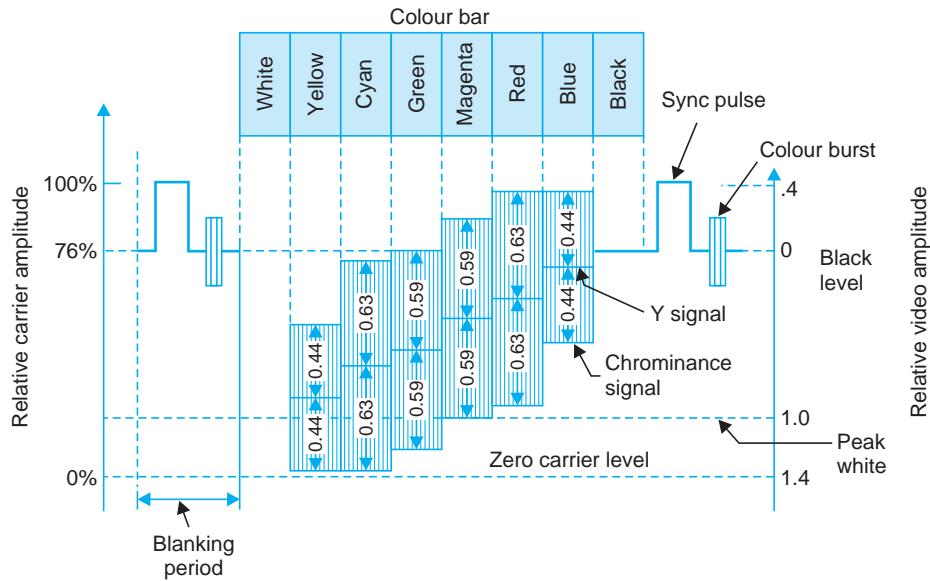 Colour bar
White
Yellow
Cyan
Green
Magenta
Red
Blue
Black
Sync pulse
Colour burst
100%
76%
0%
Relative carrier amplitude
.4
0
1.0
1.4
Black
level
Relative video amplitude
0.44
0.44
0.63
0.63
0.59
0.59
0.59
0.59
0.63
0.63
0.44
0.44
Y signal
Chrominance
signal
Peak
white
Zero carrier level
Blanking
period